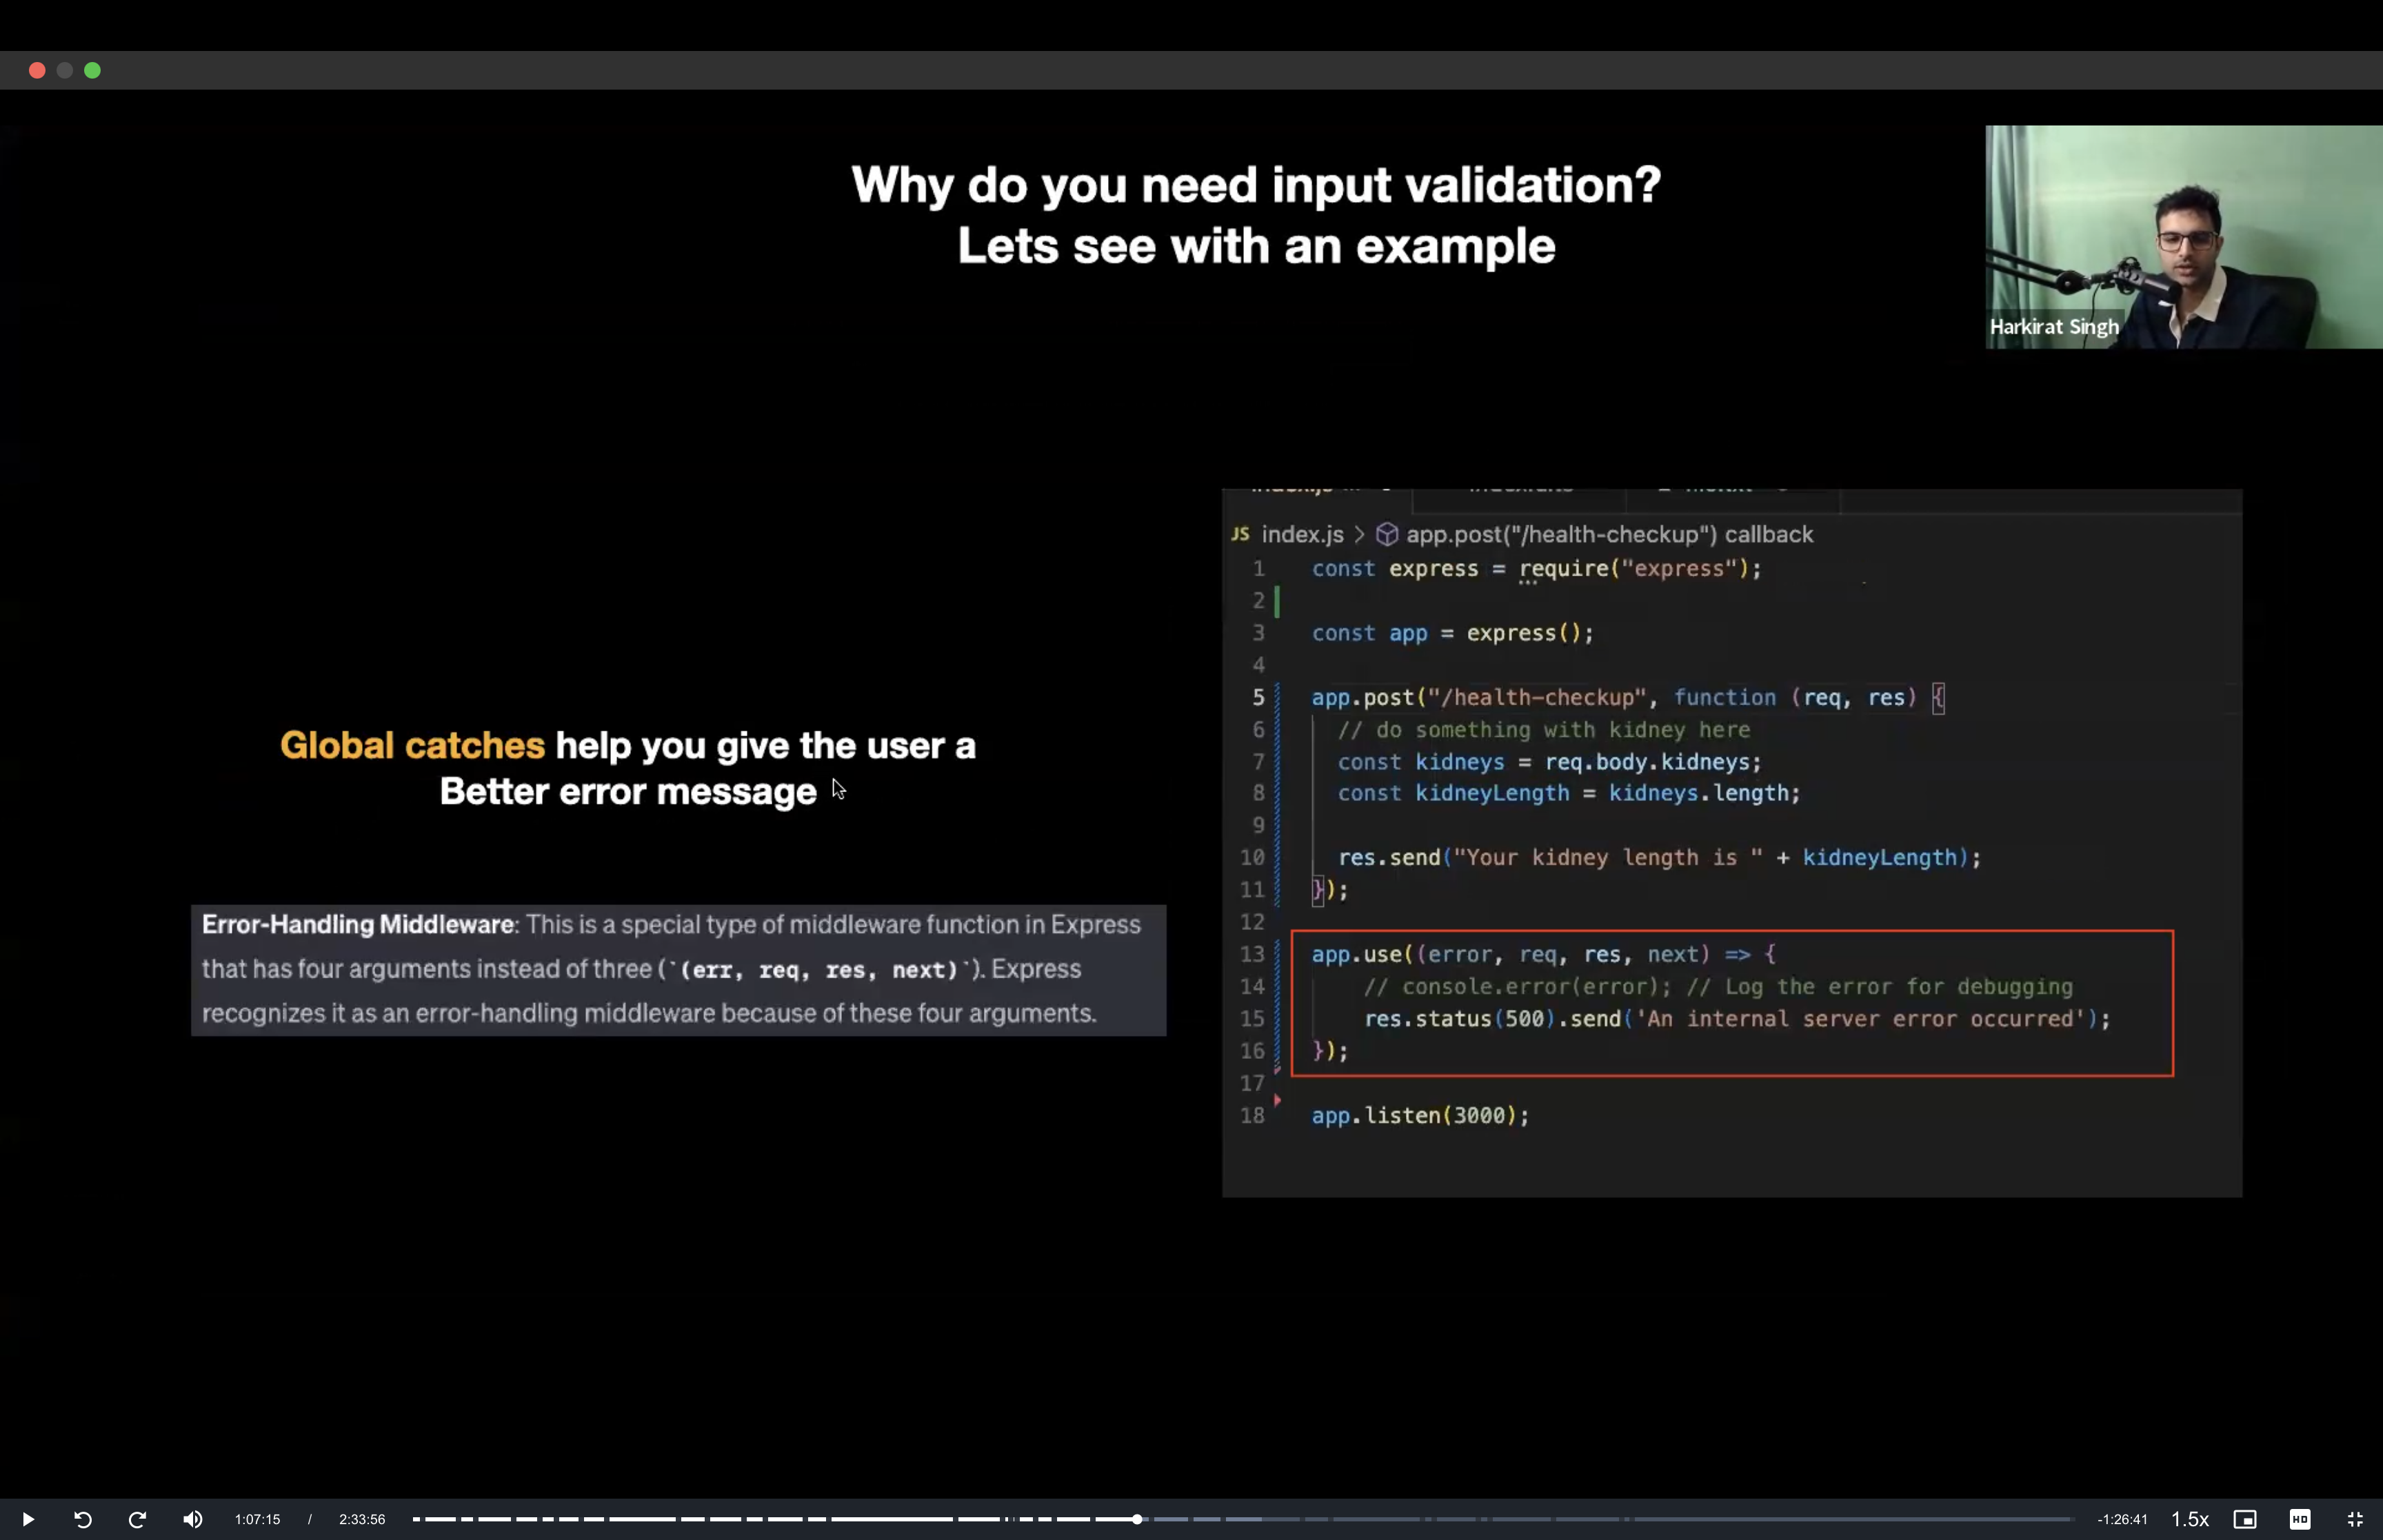 Why do you need input validation?
Lets see with an example
Harkirat Singh
Global catches help you give the user a
Better error message
Error-Handling Middleware: This is a special type of middleware function in Express
that has four arguments instead of three (`(err, req, res, next)`). Express
recognizes it as an error-handling middleware because of these four arguments.
JS index.js > app.post("/health-checkup") callback
1 const express = require("express");
2
3 const app = express();
4
5 app.post("/health-checkup", function (req, res) {
6 // do something with kidney here
7 const kidneys = req.body.kidneys;
8 const kidneyLength = kidneys.length;
9
10 res.send("Your kidney length is " + kidneyLength);
11 });
12
13 app.use((error, req, res, next) => {
14 // console.error(error); // Log the error for debugging
15 res.status(500).send('An internal server error occurred');
16 });
17
18 app.listen(3000);
1:07:15 / 2:33:56 -1:26:41 1.5x HD